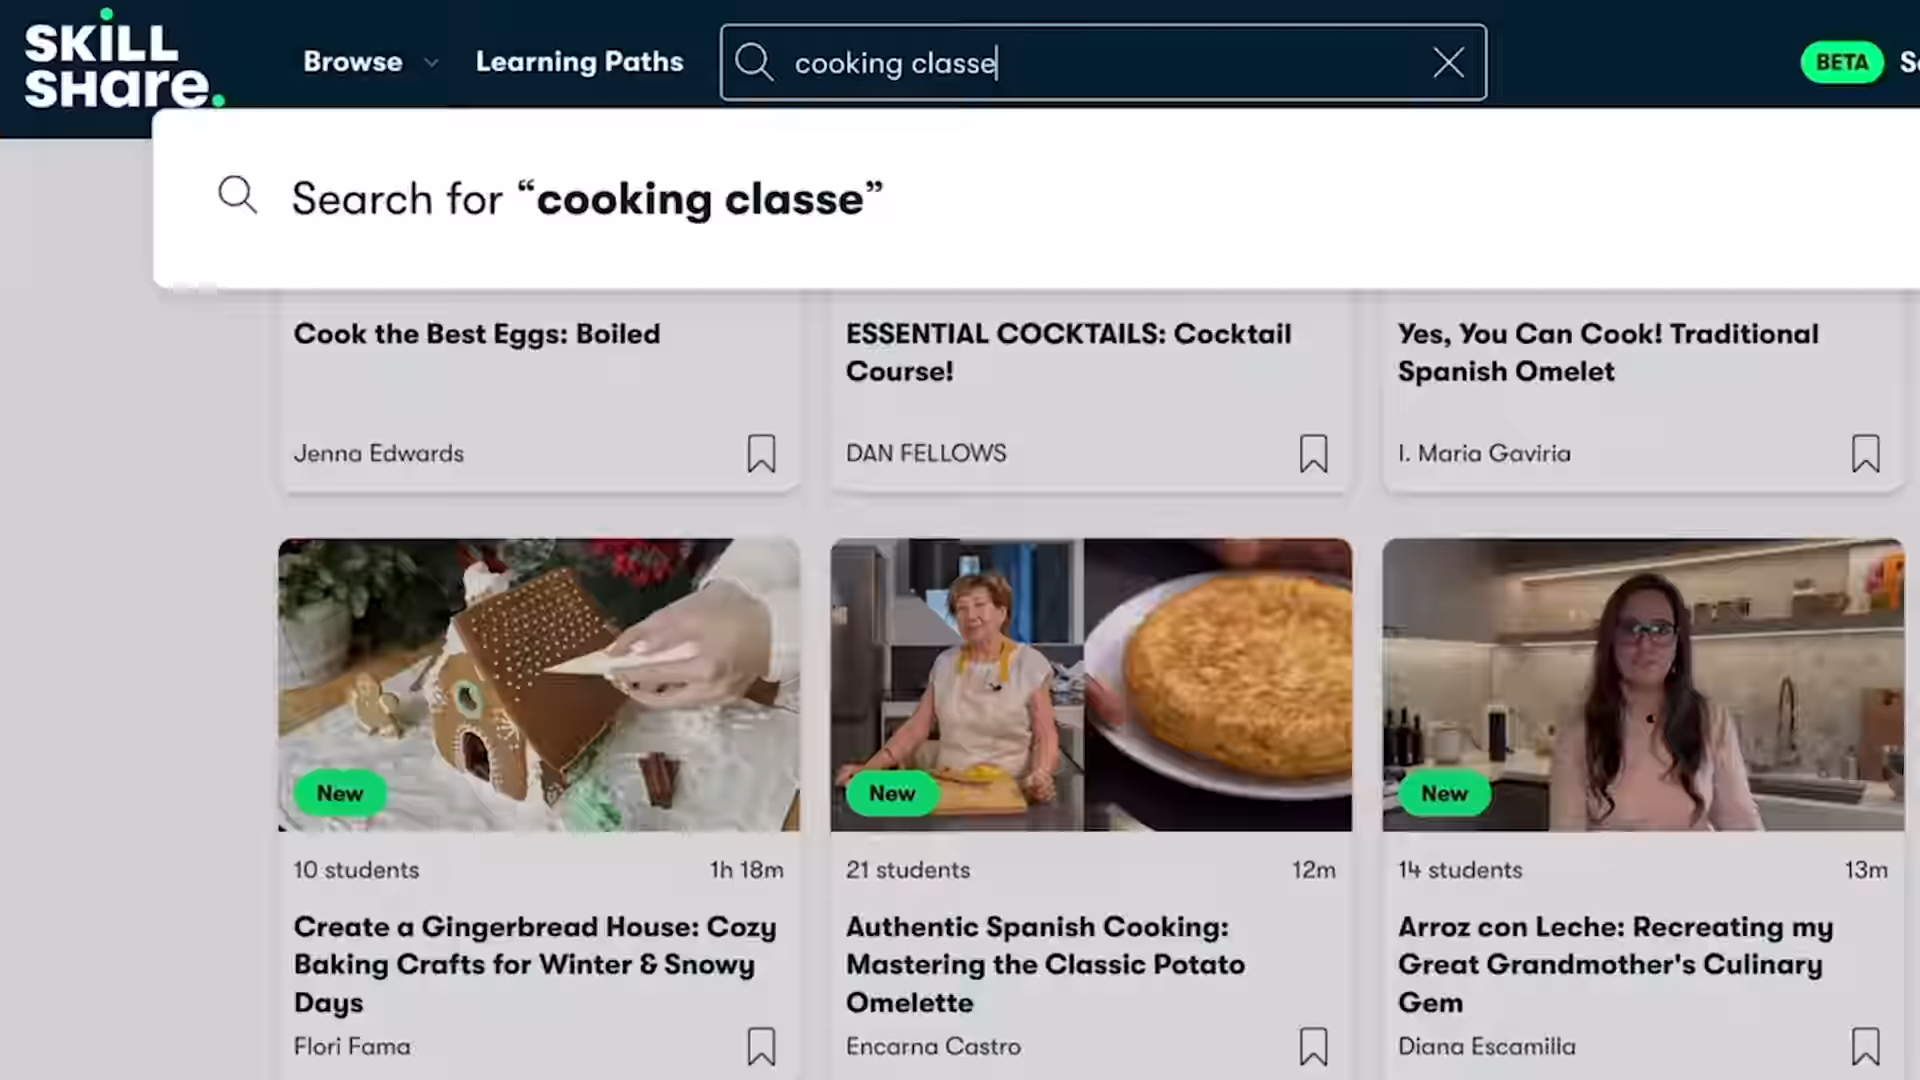 SKILL
SHare.
Browse
Learning Paths
cooking classe
BETA
Search for “cooking classe”
Cook the Best Eggs: Boiled
Jenna Edwards
ESSENTIAL COCKTAILS: Cocktail
Course!
DAN FELLOWS
Yes, You Can Cook! Traditional
Spanish Omelet
I. Maria Gaviria
New
10 students
1h 18m
Create a Gingerbread House: Cozy
Baking Crafts for Winter & Snowy
Days
Flori Fama
New
21 students
12m
Authentic Spanish Cooking:
Mastering the Classic Potato
Omelette
Encarna Castro
New
14 students
13m
Arroz con Leche: Recreating my
Great Grandmother's Culinary
Gem
Diana Escamilla